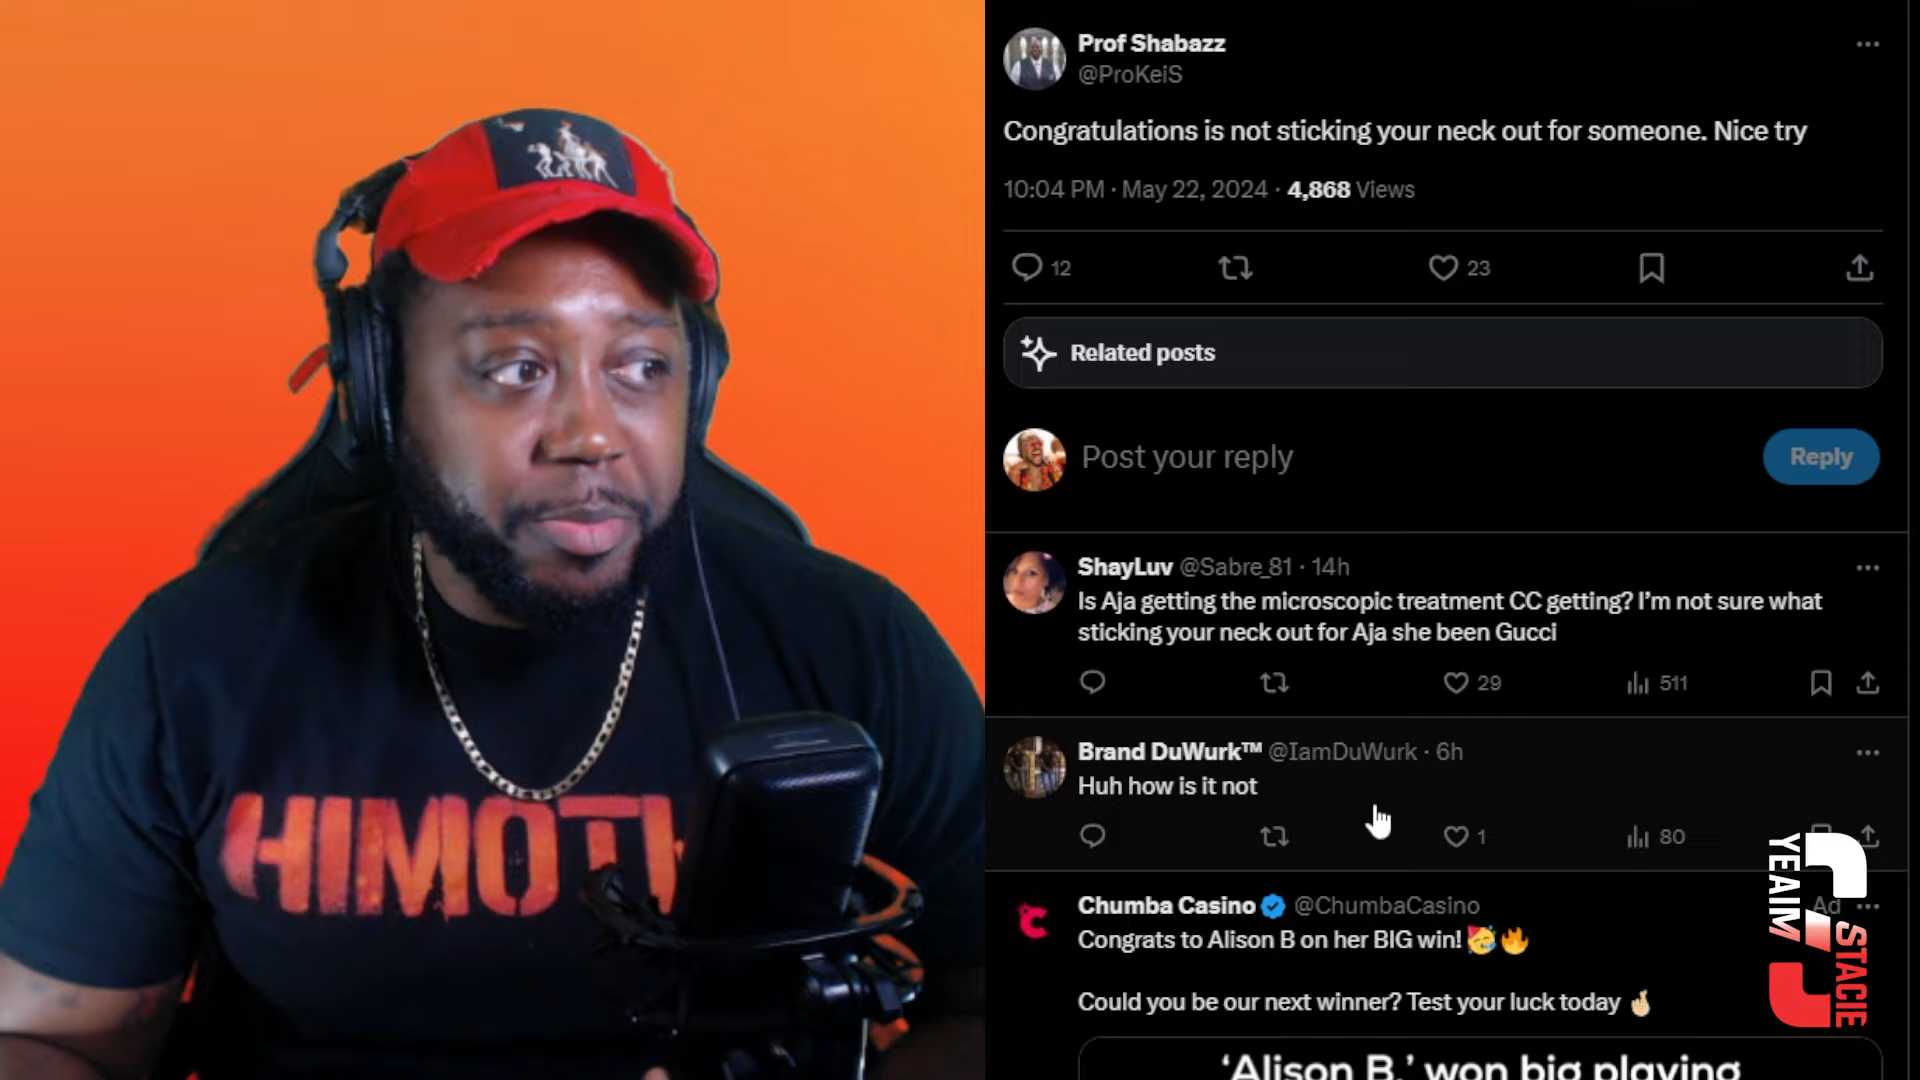 Prof Shabazz
@ProKeiS
Congratulations is not sticking your neck out for someone. Nice try
10:04 PM · May 22, 2024 · 4,868 Views
12
23
Related posts
Post your reply
Reply
ShayLuv @Sabre_81 · 14h
Is Aja getting the microscopic treatment CC getting? I'm not sure what
sticking your neck out for Aja she been Gucci
29
511
Brand DuWurk™ @IamDuWurk · 6h
Huh how is it not
1
80
Chumba Casino @ChumbaCasino
Ad
Congrats to Alison B on her BIG win! 🥳🔥
Could you be our next winner? Test your luck today 🤞🏻
'Alison B.' won big playing
HIMOT
YEAIM
STACIE